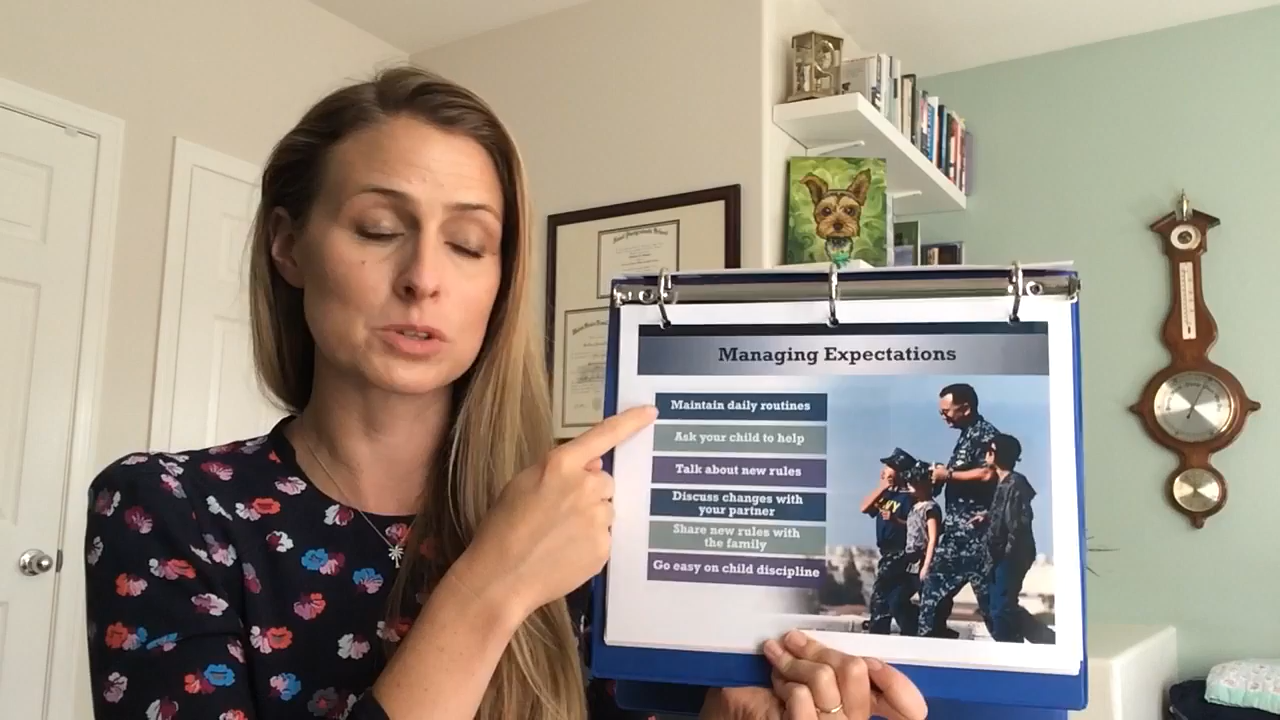 Managing Expectations
Maintain daily routines
Ask your child to help
Talk about new rules
Discuss changes with
your partner
Share new rules with
the family
Go easy on child discipline